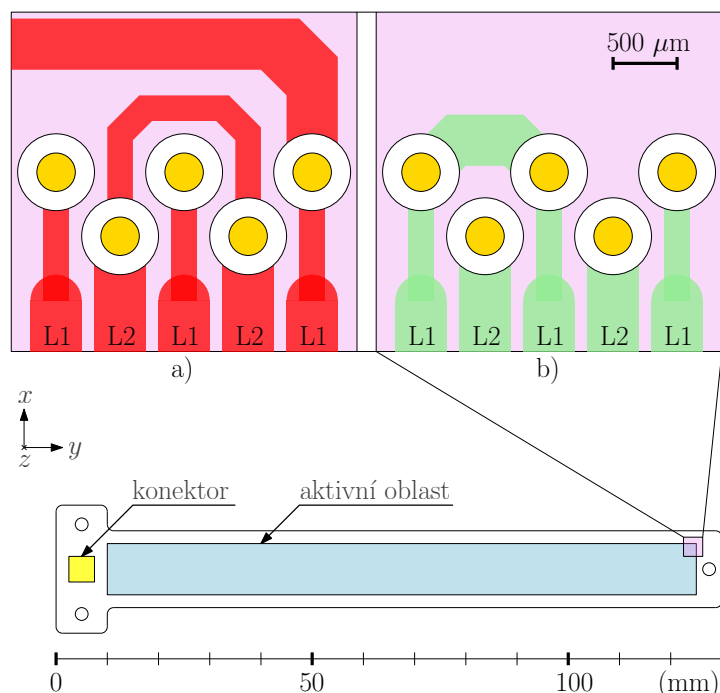 500 μm
L1 L2 L1 L2 L1
L1 L2 L1 L2 L1
a)
b)
x
y
z
konektor
aktivní oblast
0 50 100 (mm)